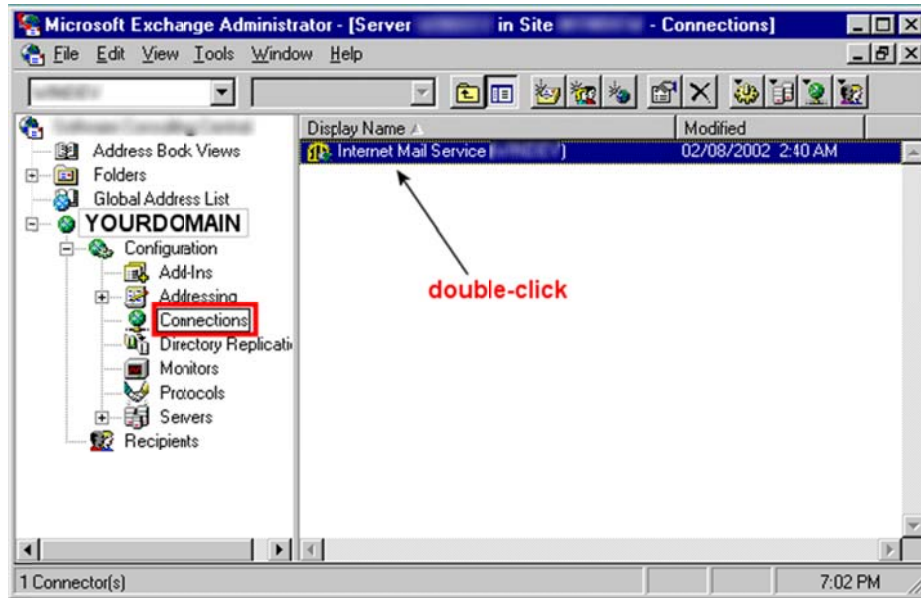 Microsoft Exchange Administrator - [Server in Site - Connections]
File Edit View Tools Window Help
Display Name Modified
Address Book Views
Folders
Global Address List
YOURDOMAIN
Configuration
Add-Ins
Addressing
Connections
Directory Replicati
Monitors
Protocols
Servers
Recipients
Internet Mail Service ( ) 02/08/2002 2:40 AM
double-click
1 Connector(s) 7:02 PM